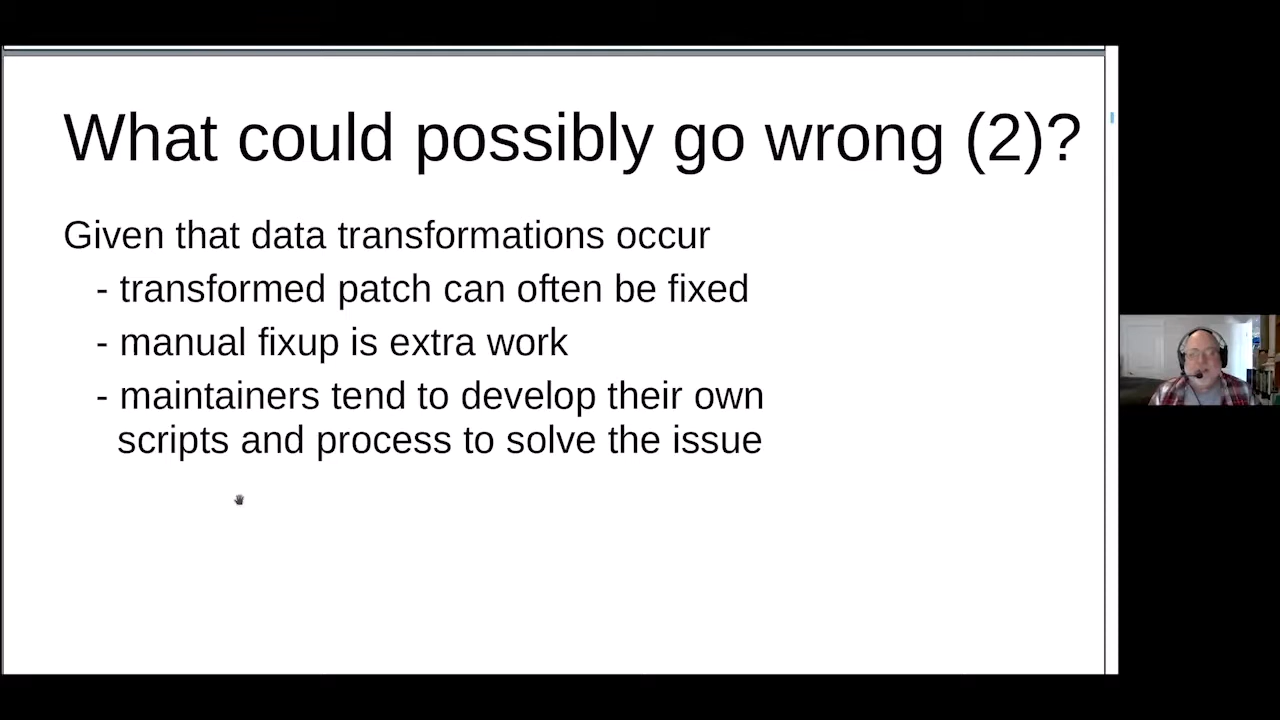 What could possibly go wrong (2)?
Given that data transformations occur
- transformed patch can often be fixed
- manual fixup is extra work
- maintainers tend to develop their own
scripts and process to solve the issue